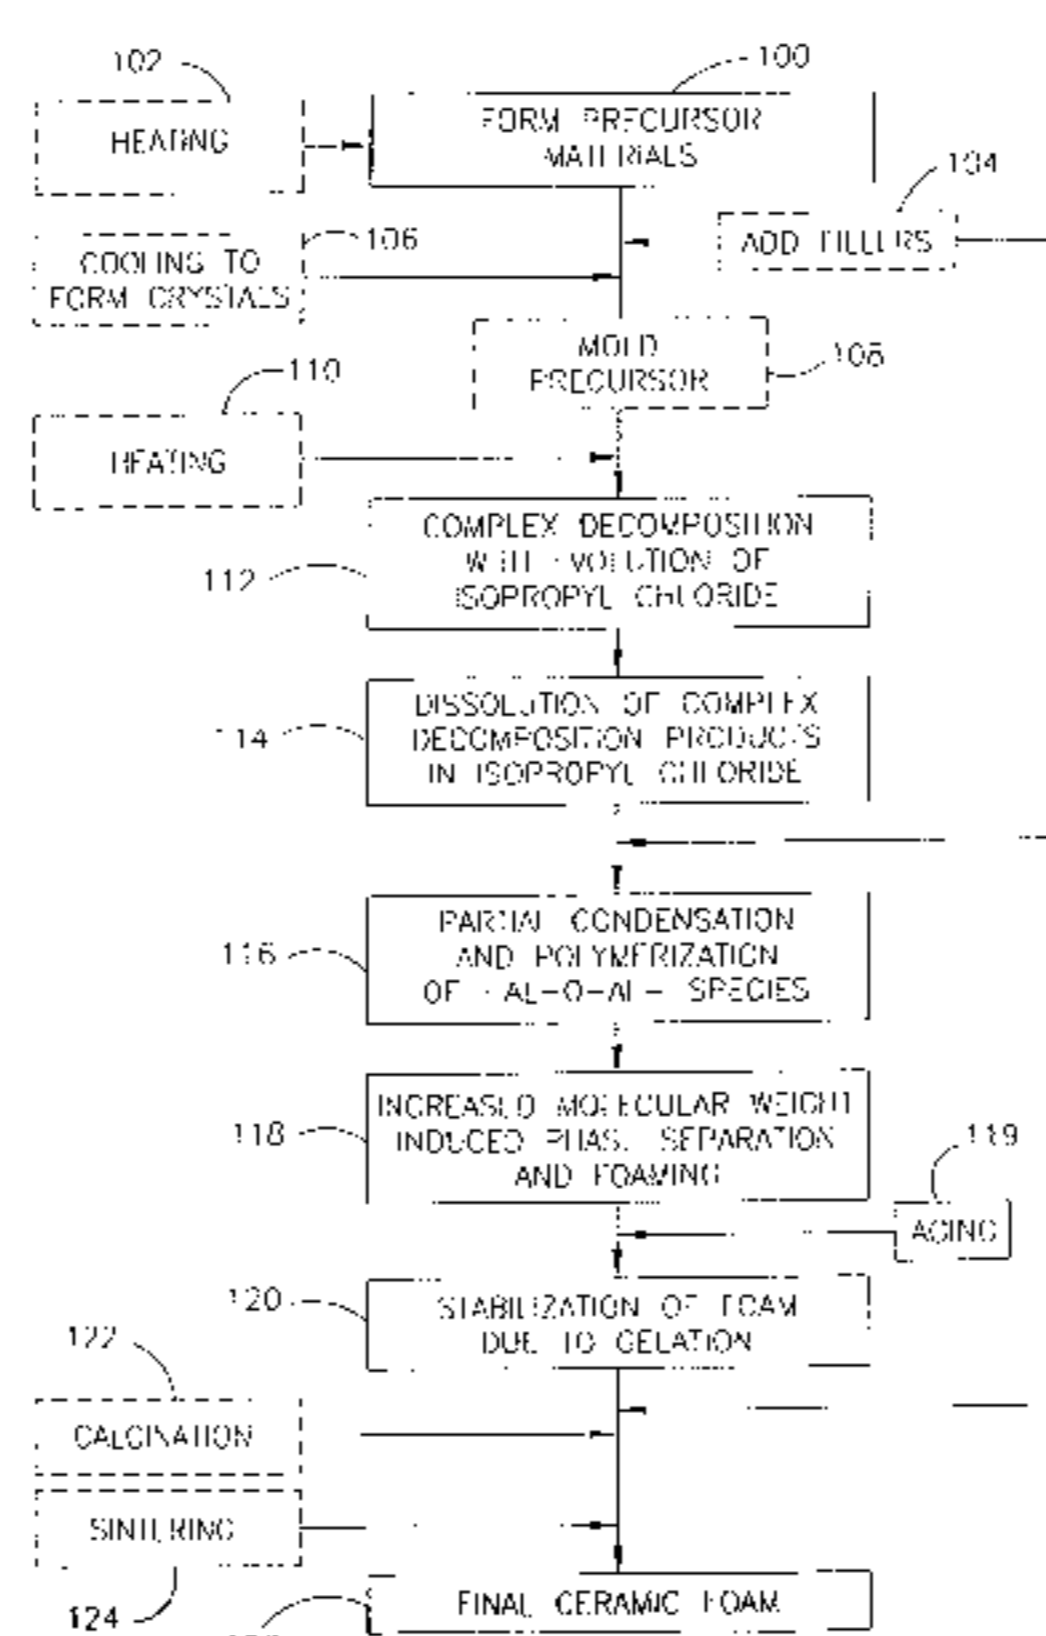 102
100
HEATING
FORM PRECURSOR
MATERIALS
104
106
ADD FILLERS
COOLING TO
FORM CRYSTALS
MOLD
PRECURSOR
108
110
HEATING
COMPLEX DECOMPOSITION
WITH EVOLUTION OF
ISOPROPYL CHLORIDE
112
DISSOLUTION OF COMPLEX
DECOMPOSITION PRODUCTS
IN ISOPROPYL CHLORIDE
114
PARTIAL CONDENSATION
AND POLYMERIZATION
OF -AL-O-AL- SPECIES
116
INCREASED MOLECULAR WEIGHT
INDUCED PHASE SEPARATION
AND FOAMING
118
119
AGING
120
STABILIZATION OF FOAM
DUE TO GELATION
122
CALCINATION
SINTERING
124
FINAL CERAMIC FOAM